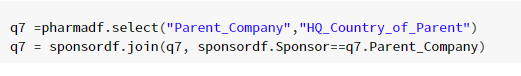 q7 =pharmadf.select("Parent_Company","HQ_Country_of_Parent")
q7 = sponsordf.join(q7, sponsordf.Sponsor==q7.Parent_Company)